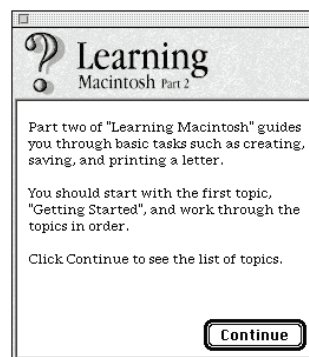 Learning
Macintosh Part 2
Part two of "Learning Macintosh" guides
you through basic tasks such as creating,
saving, and printing a letter.
You should start with the first topic,
"Getting Started", and work through the
topics in order.
Click Continue to see the list of topics.
Continue